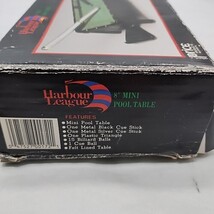 Harbour
League
8" MINI
POOL TABLE
FEATURES
• Mini Pool Table
• One Metal Black Cue Stick
• One Metal Silver Cue Stick
• One Plastic Triangle
• 15 Billiard Balls
• 1 Cue Ball
• Felt Lined Table